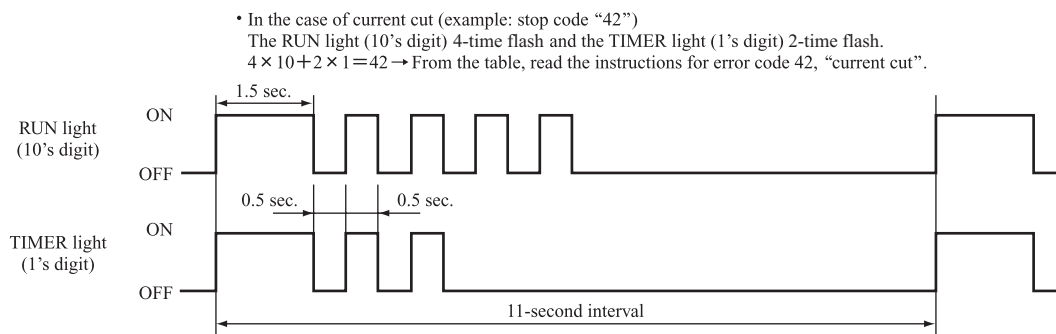 • In the case of current cut (example: stop code “42”)
The RUN light (10’s digit) 4-time flash and the TIMER light (1’s digit) 2-time flash.
4 × 10＋2 × 1＝42 → From the table, read the instructions for error code 42, “current cut”.
1.5 sec.
RUN light
(10’s digit)
ON
OFF
0.5 sec.
0.5 sec.
TIMER light
(1’s digit)
ON
OFF
11-second interval